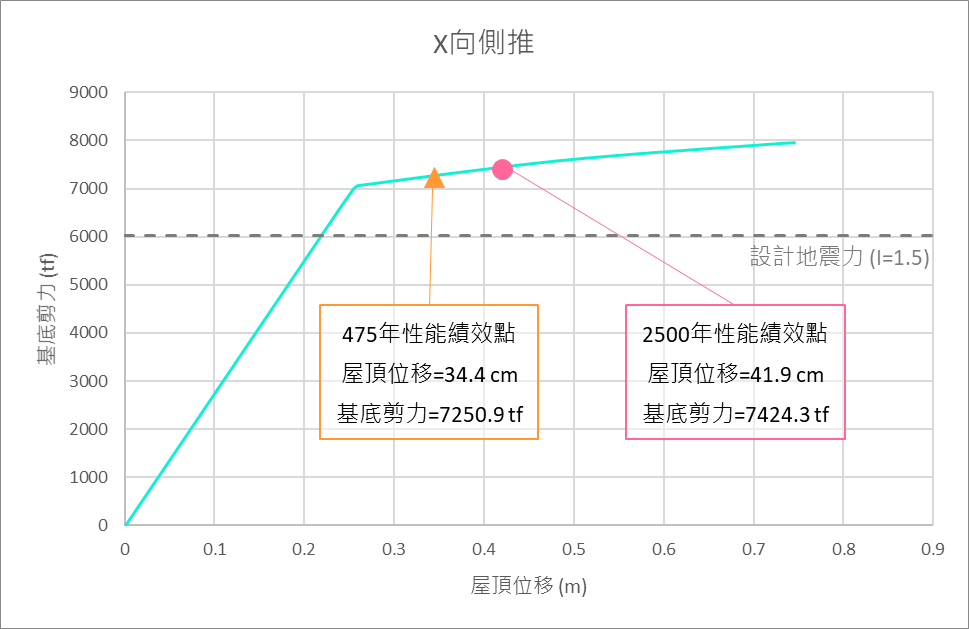 X向側推
9000
8000
7000
6000
5000
4000
3000
2000
1000
0
基底剪力 (tf)
設計地震力 (I=1.5)
475年性能績效點
屋頂位移=34.4 cm
基底剪力=7250.9 tf
2500年性能績效點
屋頂位移=41.9 cm
基底剪力=7424.3 tf
0
0.1
0.2
0.3
0.4
0.5
0.6
0.7
0.8
0.9
屋頂位移 (m)